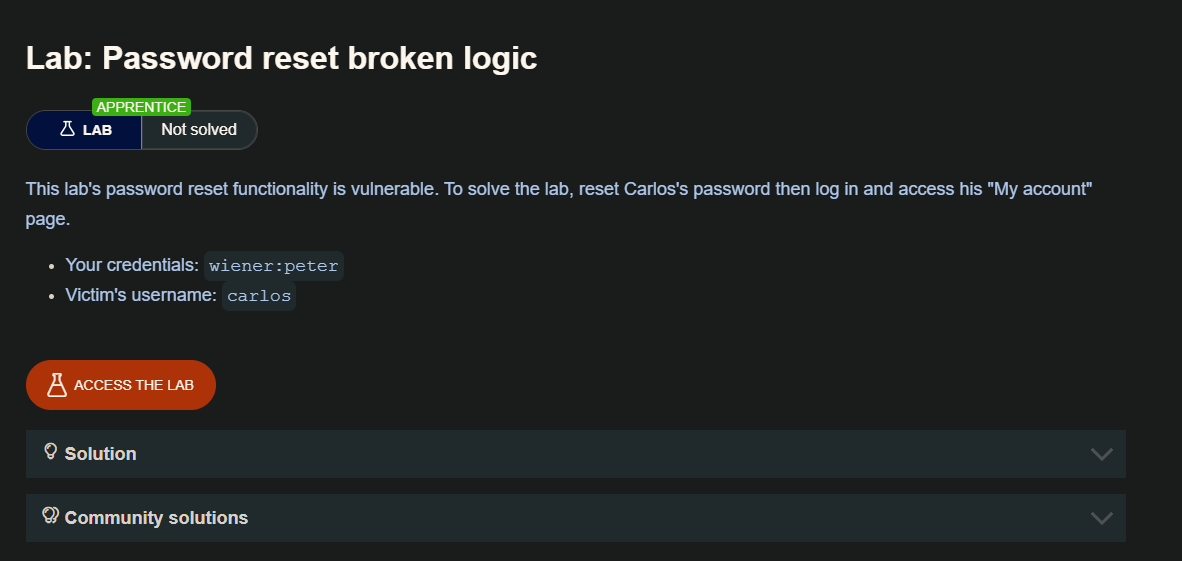 Lab: Password reset broken logic
APPRENTICE
LAB
Not solved
This lab's password reset functionality is vulnerable. To solve the lab, reset Carlos's password then log in and access his "My account"
page.
• Your credentials: wiener:peter
• Victim's username: carlos
ACCESS THE LAB
Solution
Community solutions